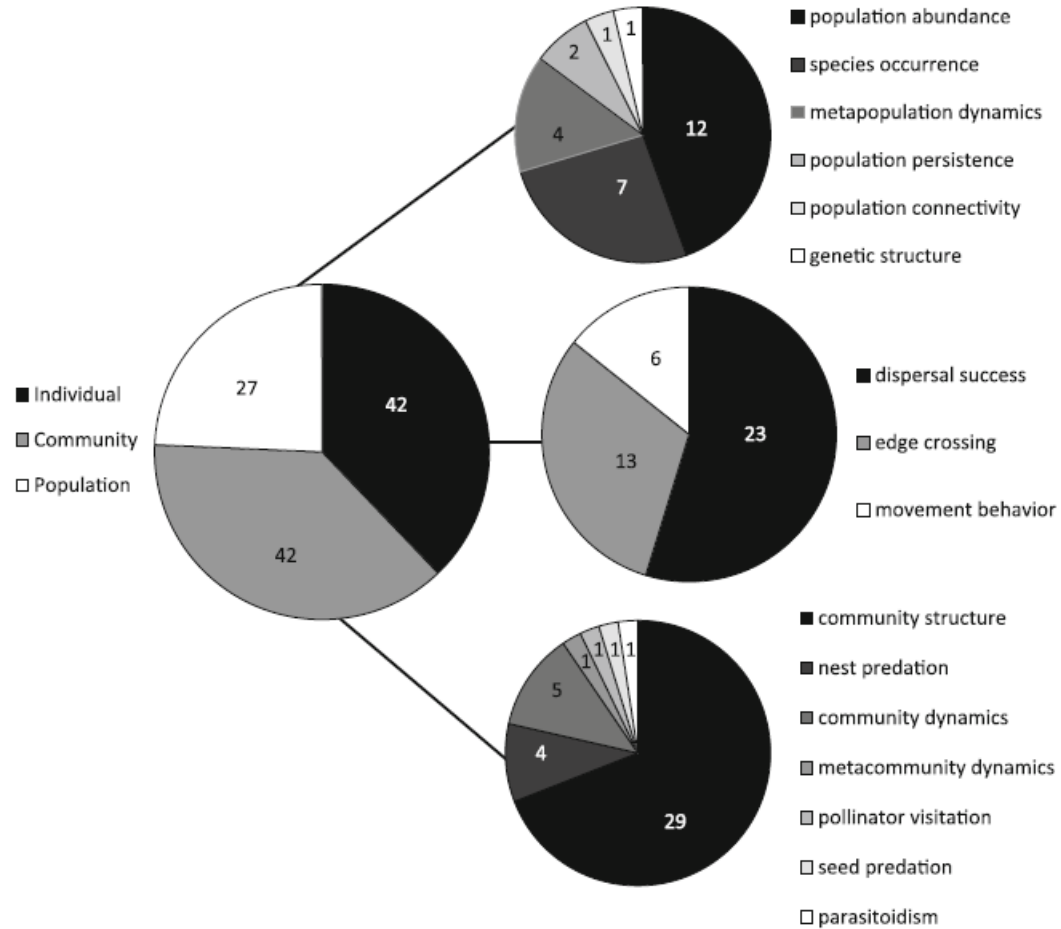 population abundance
species occurrence
metapopulation dynamics
population persistence
population connectivity
genetic structure
12
7
4
2
1
1
Individual
Community
Population
42
42
27
dispersal success
edge crossing
movement behavior
23
13
6
community structure
nest predation
community dynamics
metacommunity dynamics
pollinator visitation
seed predation
parasitoidism
29
4
5
1
1
1
1